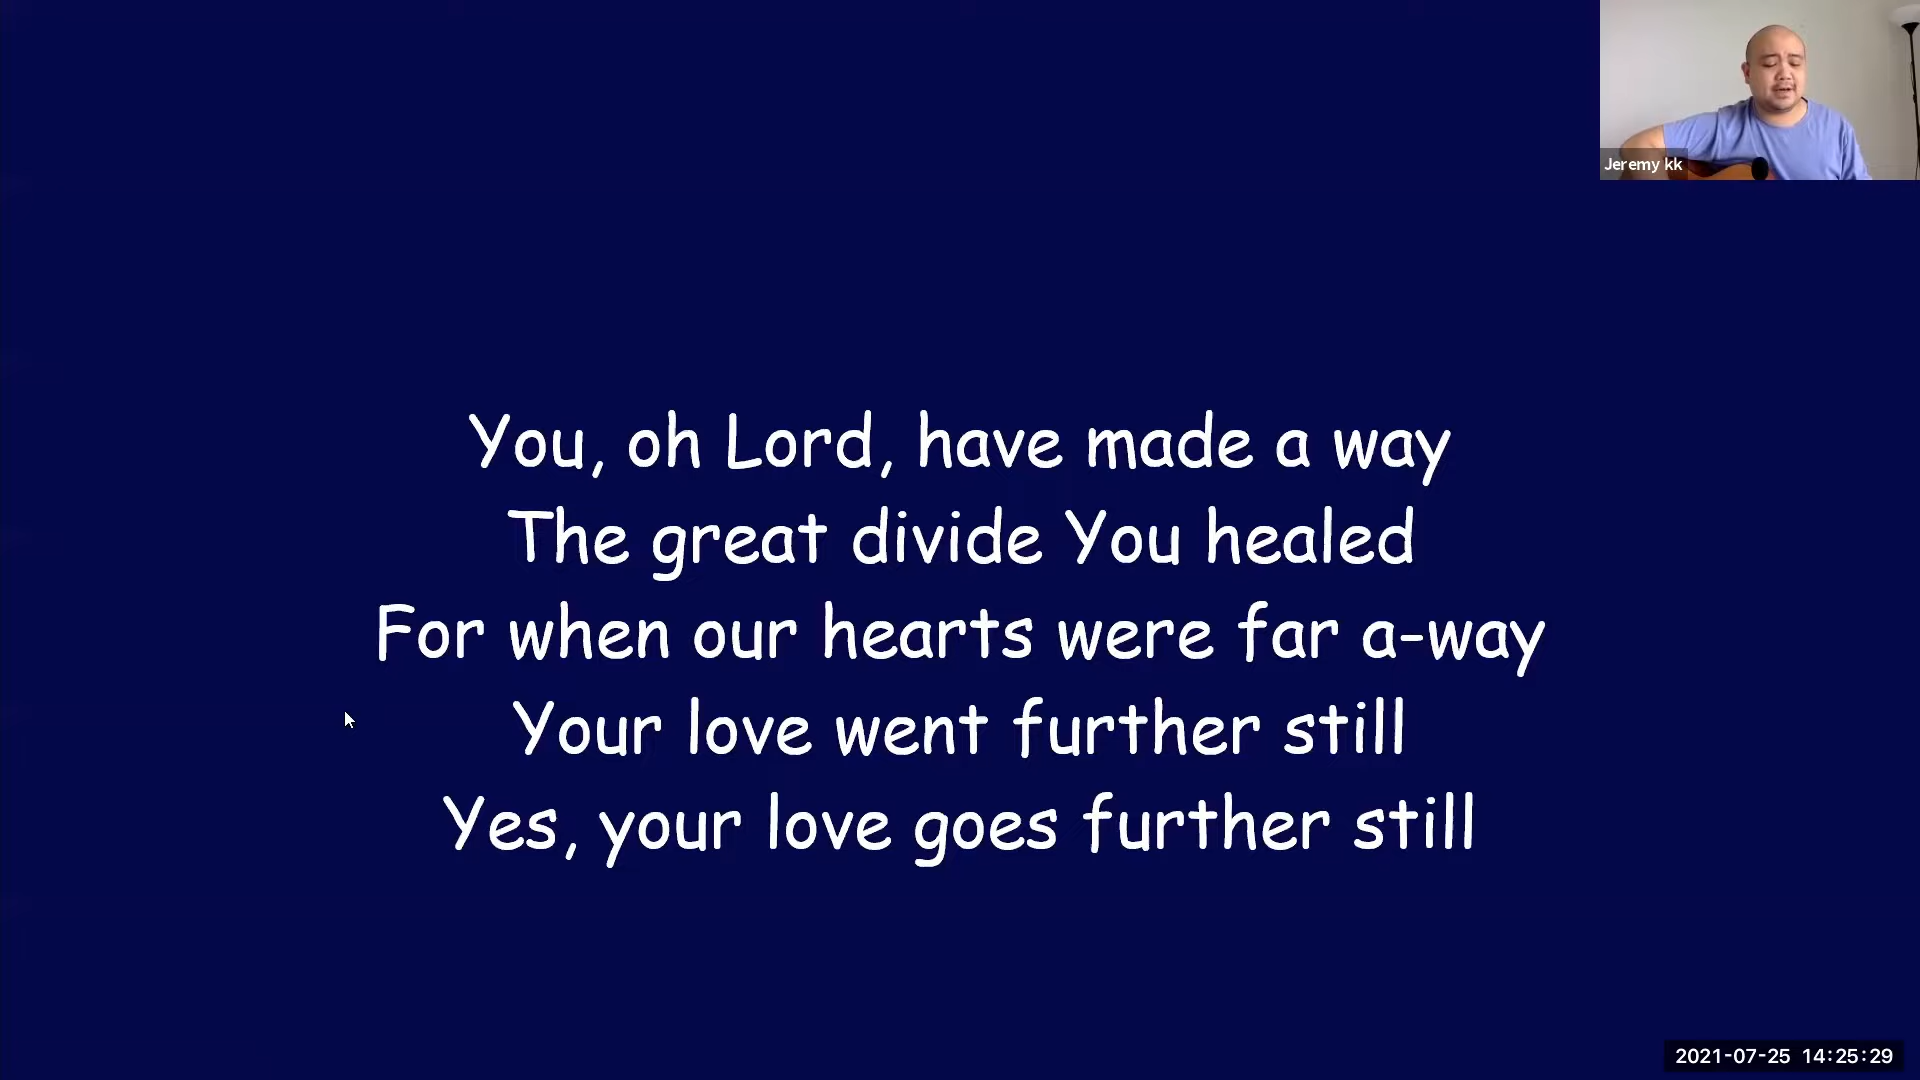 Jeremy kk
You, oh Lord, have made a way
The great divide You healed
For when our hearts were far a-way
Your love went further still
Yes, your love goes further still
2021-07-25 14:25:29